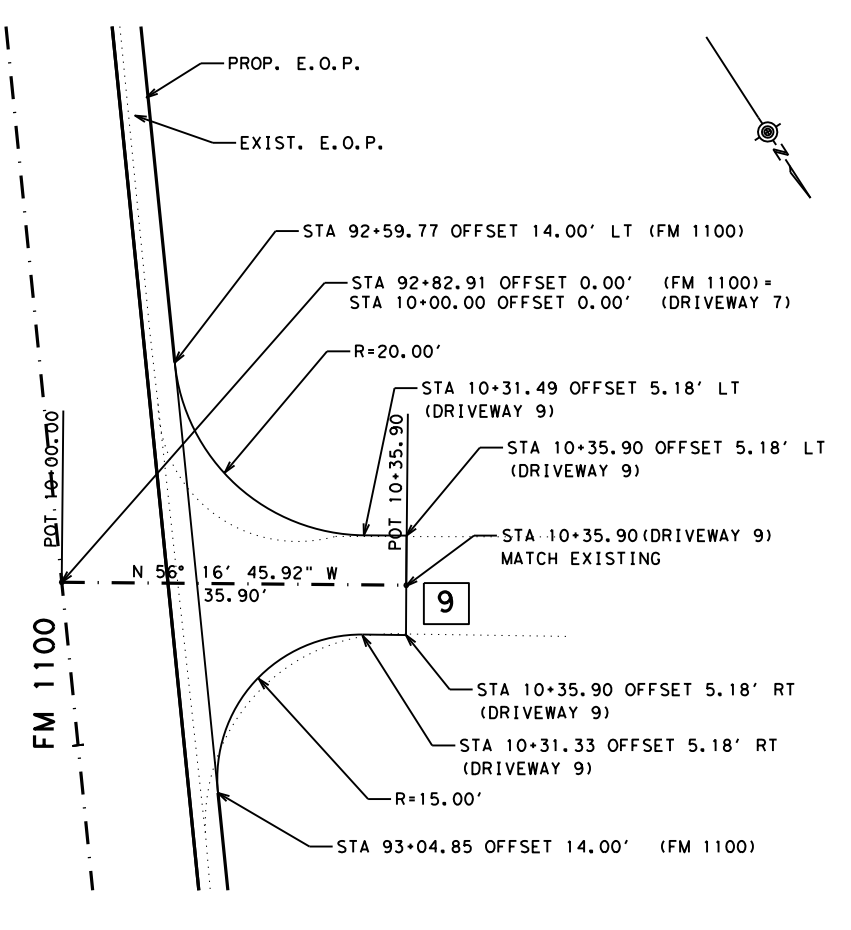 PROP. E.O.P.
EXIST. E.O.P.
N
STA 92+59.77 OFFSET 14.00' LT (FM 1100)
STA 92+82.91 OFFSET 0.00' (FM 1100)=
STA 10+00.00 OFFSET 0.00' (DRIVEWAY 7)
R=20.00'
STA 10+31.49 OFFSET 5.18' LT
(DRIVEWAY 9)
POT 10+00.00
POT 10+35.90
STA 10+35.90 OFFSET 5.18' LT
(DRIVEWAY 9)
STA 10+35.90(DRIVEWAY 9)
MATCH EXISTING
N 56° 16' 45.92" W
35.90'
9
FM 1100
STA 10+35.90 OFFSET 5.18' RT
(DRIVEWAY 9)
STA 10+31.33 OFFSET 5.18' RT
(DRIVEWAY 9)
R=15.00'
STA 93+04.85 OFFSET 14.00' (FM 1100)